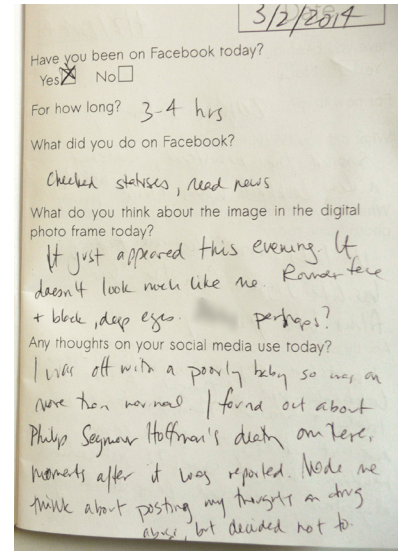 3/2/2014
Have you been on Facebook today?
Yes No
For how long? 3-4 hrs
What did you do on Facebook?
Checked statuses, read news
What do you think about the image in the digital
photo frame today?
It just appeared this evening. It
doesn't look much like me. Rounder face
+ black, deep eyes. perhaps?
Any thoughts on your social media use today?
I was off with a poorly baby so was on
more than normal. I found out about
Philip Seymour Hoffman's death on here,
moments after it was reported. Made me
think about posting my thoughts on drug
abuse, but decided not to.